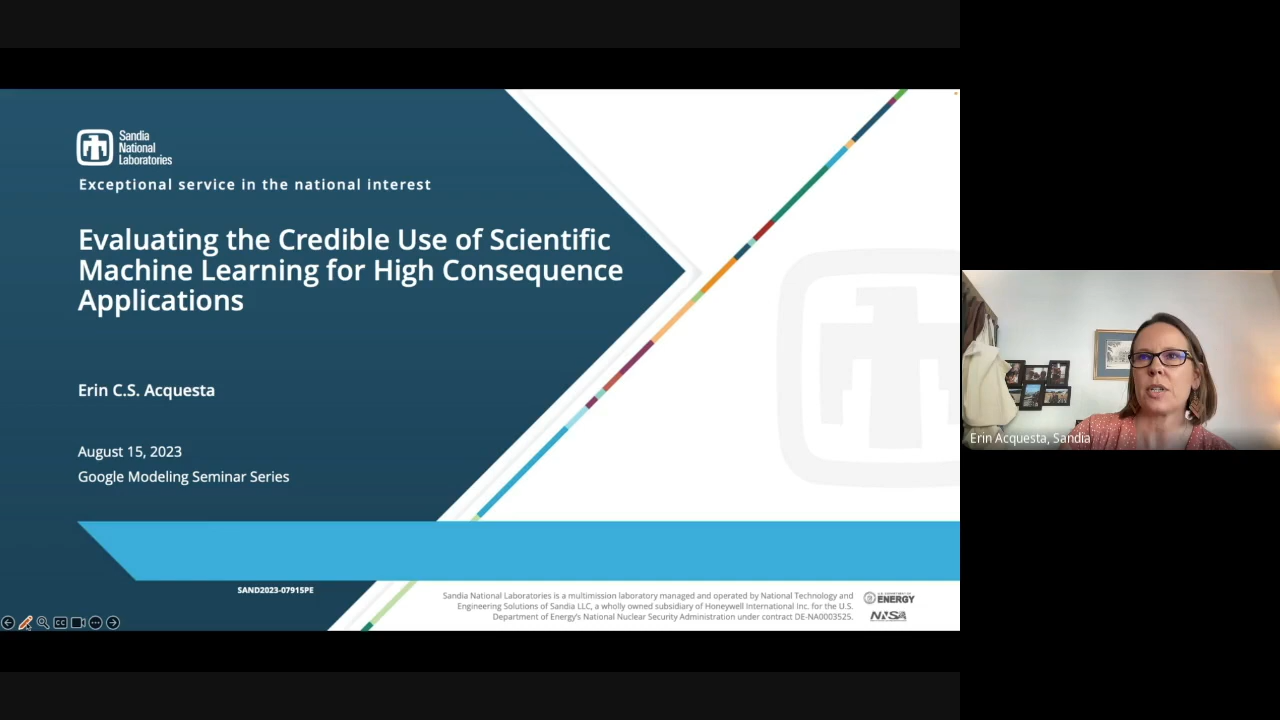 Sandia
National
Laboratories
Exceptional service in the national interest
Evaluating the Credible Use of Scientific
Machine Learning for High Consequence
Applications
Erin C.S. Acquesta
August 15, 2023
Google Modeling Seminar Series
SAND2023-07915PE
Sandia National Laboratories is a multimission laboratory managed and operated by National Technology and
Engineering Solutions of Sandia LLC, a wholly owned subsidiary of Honeywell International Inc. for the U.S.
Department of Energy's National Nuclear Security Administration under contract DE-NA0003525.
U.S. DEPARTMENT OF
ENERGY
NNSA
CC
Erin Acquesta, Sandia